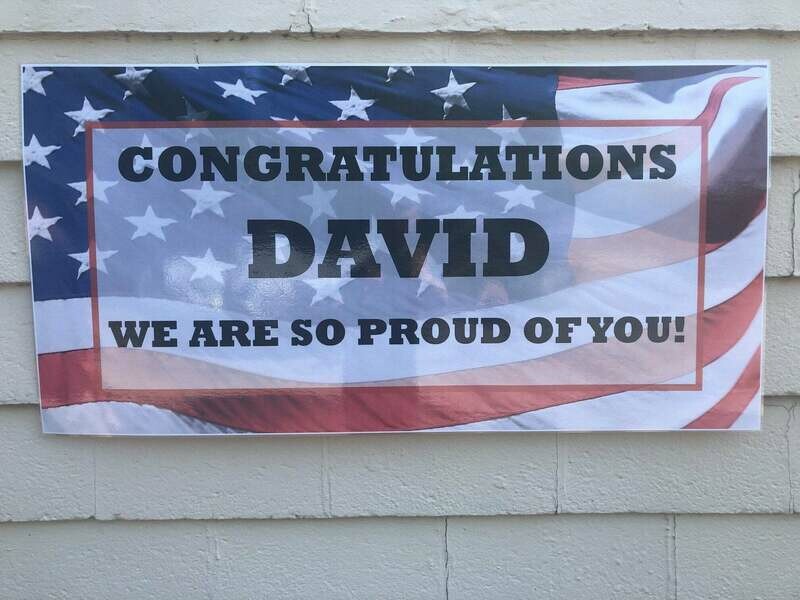 CONGRATULATIONS
DAVID
WE ARE SO PROUD OF YOU!